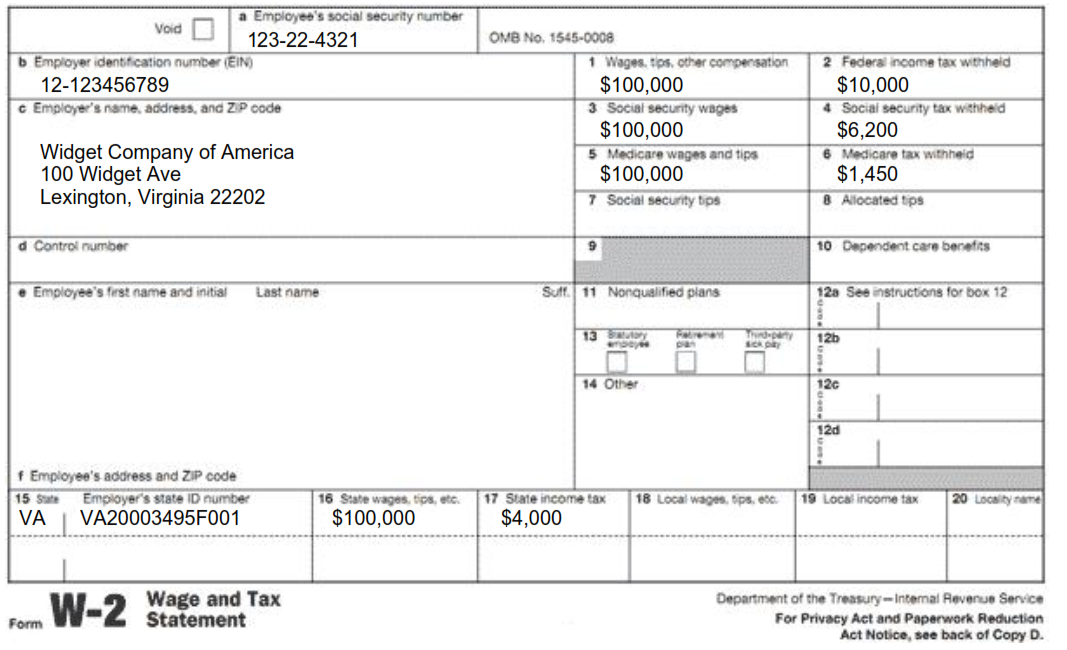 Void
a Employee's social security number
123-22-4321
OMB No. 1545-0008
b Employer identification number (EIN)
12-123456789
1 Wages, tips, other compensation
$100,000
2 Federal income tax withheld
$10,000
c Employer's name, address, and ZIP code
Widget Company of America
100 Widget Ave
Lexington, Virginia 22202
3 Social security wages
$100,000
4 Social security tax withheld
$6,200
5 Medicare wages and tips
$100,000
6 Medicare tax withheld
$1,450
7 Social security tips
8 Allocated tips
d Control number
9
10 Dependent care benefits
e Employee's first name and initial Last name Suff.
11 Nonqualified plans
12a See instructions for box 12
Code
13 Statutory employee Retirement plan Third-party sick pay
12b
Code
14 Other
12c
Code
12d
Code
f Employee's address and ZIP code
15 State Employer's state ID number
VA VA20003495F001
16 State wages, tips, etc.
$100,000
17 State income tax
$4,000
18 Local wages, tips, etc.
19 Local income tax
20 Locality name
Form W-2 Wage and Tax Statement
Department of the Treasury—Internal Revenue Service
For Privacy Act and Paperwork Reduction
Act Notice, see back of Copy D.